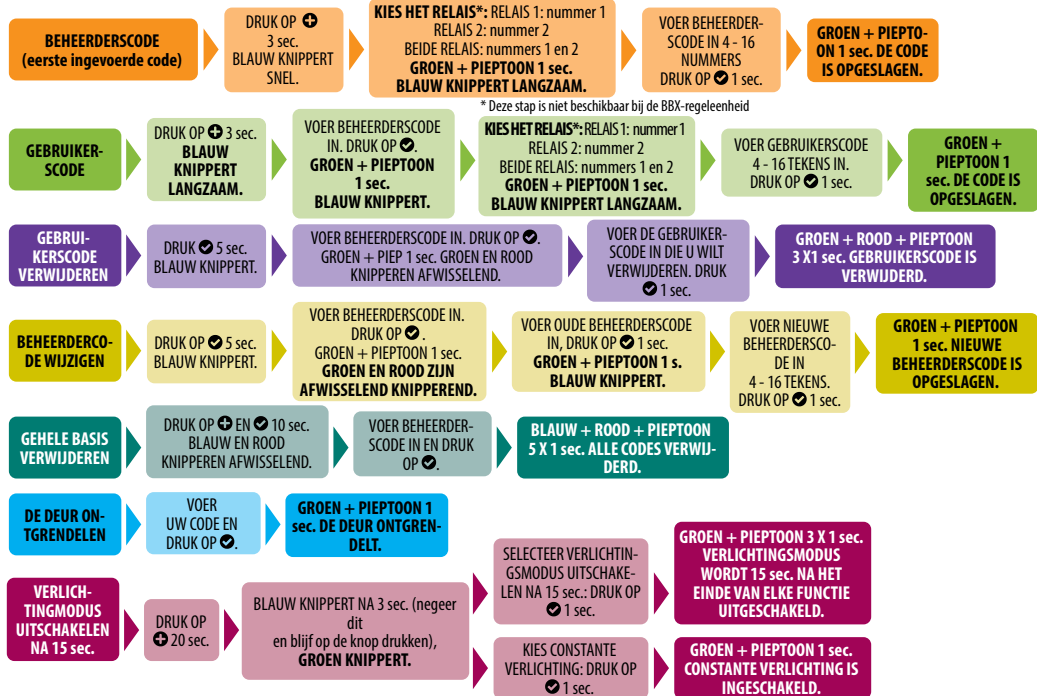 BEHEERDERSCODE
(eerste ingevoerde code)
DRUK OP ➕
3 sec.
BLAUW KNIPPERT
SNEL.
KIES HET RELAIS*: RELAIS 1: nummer 1
RELAIS 2: nummer 2
BEIDE RELAIS: nummers 1 en 2
GROEN + PIEPTOON 1 sec.
BLAUW KNIPPERT LANGZAAM.
VOER BEHEERDER-
SCODE IN 4 - 16
NUMMERS
DRUK OP ✔ 1 sec.
GROEN + PIEPTO-
ON 1 sec. DE CODE
IS OPGESLAGEN.
* Deze stap is niet beschikbaar bij de BBX-regeleenheid
GEBRUIKER-
SCODE
DRUK OP ➕ 3 sec.
BLAUW
KNIPPERT
LANGZAAM.
VOER BEHEERDERSCODE
IN. DRUK OP ✔.
GROEN + PIEPTOON
1 sec.
BLAUW KNIPPERT.
KIES HET RELAIS*: RELAIS 1: nummer 1
RELAIS 2: nummer 2
BEIDE RELAIS: nummers 1 en 2
GROEN + PIEPTOON 1 sec.
BLAUW KNIPPERT LANGZAAM.
VOER GEBRUIKERSCODE
4 - 16 TEKENS IN.
DRUK OP ✔ 1 sec.
GROEN +
PIEPTOON 1
sec. DE CODE IS
OPGESLAGEN.
GEBRUI-
KERSCODE
VERWIJDEREN
DRUK ✔ 5 sec.
BLAUW KNIPPERT.
VOER BEHEERDERSCODE IN. DRUK OP ✔.
GROEN + PIEP 1 sec. GROEN EN ROOD
KNIPPEREN AFWISSELEND.
VOER DE GEBRUIKER-
SCODE IN DIE U WILT
VERWIJDEREN. DRUK
✔ 1 sec.
GROEN + ROOD + PIEPTOON
3 X1 sec. GEBRUIKERSCODE IS
VERWIJDERD.
BEHEERDERCO-
DE WIJZIGEN
DRUK OP ✔ 5 sec.
BLAUW KNIPPERT.
VOER BEHEERDERSCODE IN.
DRUK OP ✔.
GROEN + PIEPTOON 1 sec.
GROEN EN ROOD ZIJN
AFWISSELEND KNIPPEREND.
VOER OUDE BEHEERDERSCODE
IN, DRUK OP ✔ 1 sec.
GROEN + PIEPTOON 1 s.
BLAUW KNIPPERT.
VOER NIEUWE
BEHEERDERSCO-
DE IN
4 - 16 TEKENS.
DRUK OP ✔ 1 sec.
GROEN + PIEPTOON
1 sec. NIEUWE
BEHEERDERSCODE IS
OPGESLAGEN.
GEHELE BASIS
VERWIJDEREN
DRUK OP ➕ EN ✔ 10 sec.
BLAUW EN ROOD
KNIPPEREN AFWISSELEND.
VOER BEHEERDER-
SCODE IN EN DRUK
OP ✔.
BLAUW + ROOD + PIEPTOON
5 X 1 sec. ALLE CODES VERWIJ-
DERD.
DE DEUR ON-
TGRENDELEN
VOER
UW CODE EN
DRUK OP ✔.
GROEN + PIEPTOON 1
sec. DE DEUR ONTGREN-
DELT.
VERLICH-
TINGMODUS
UITSCHAKELEN
NA 15 sec.
DRUK OP
➕ 20 sec.
BLAUW KNIPPERT NA 3 sec. (negeer
dit
en blijf op de knop drukken),
GROEN KNIPPERT.
SELECTEER VERLICHTIN-
GSMODUS UITSCHAKE-
LEN NA 15 sec.: DRUK OP
✔ 1 sec.
GROEN + PIEPTOON 3 X 1 sec.
VERLICHTINGSMODUS
WORDT 15 sec. NA HET
EINDE VAN ELKE FUNCTIE
UITGESCHAKELD.
KIES CONSTANTE
VERLICHTING: DRUK OP
✔ 1 sec.
GROEN + PIEPTOON 1 sec.
CONSTANTE VERLICHTING IS
INGESCHAKELD.